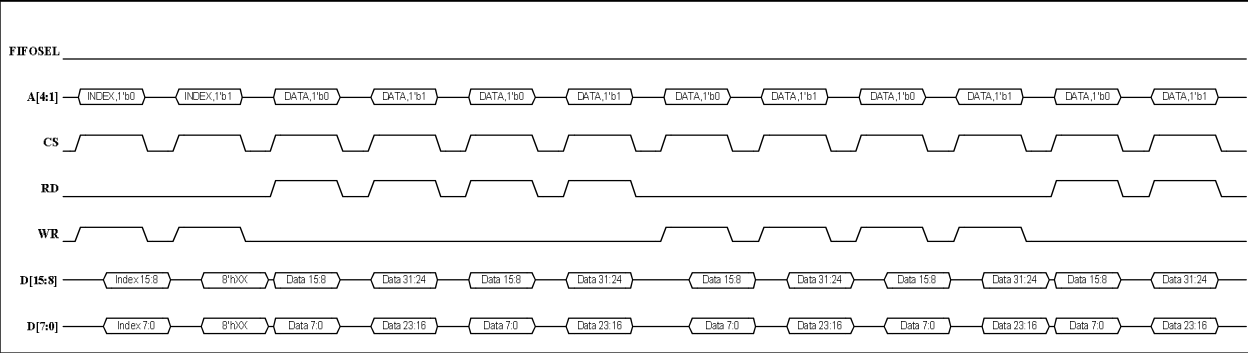 FIFOSEL
A[4:1] INDEX,1'b0 INDEX,1'b1 DATA,1'b0 DATA,1'b1 DATA,1'b0 DATA,1'b1 DATA,1'b0 DATA,1'b1 DATA,1'b0 DATA,1'b1 DATA,1'b0 DATA,1'b1
CS
RD
WR
D[15:8] Index 15:8 8'hXX Data 15:8 Data 31:24 Data 15:8 Data 31:24 Data 15:8 Data 31:24 Data 15:8 Data 31:24 Data 15:8 Data 31:24
D[7:0] Index 7:0 8'hXX Data 7:0 Data 23:16 Data 7:0 Data 23:16 Data 7:0 Data 23:16 Data 7:0 Data 23:16 Data 7:0 Data 23:16